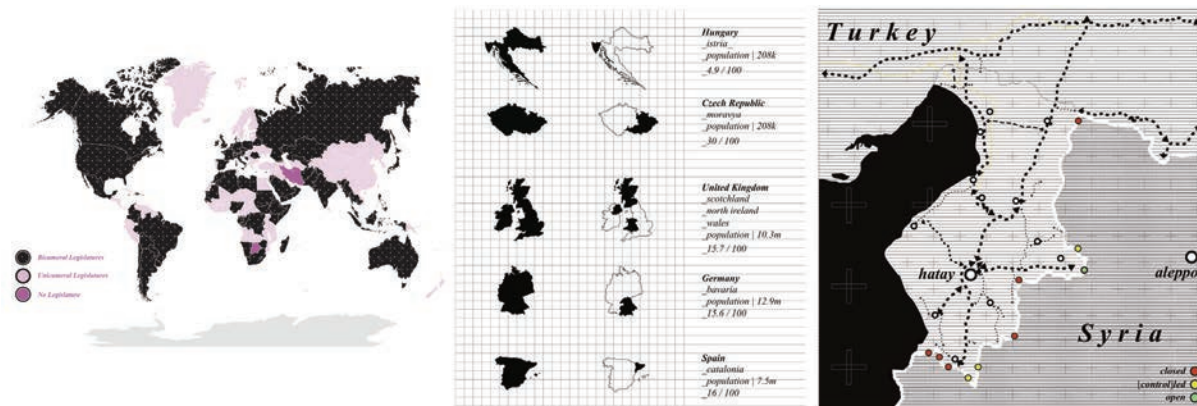 Bicameral Legislatures
Unicameral Legislatures
No Legislature
Hungary
_istria_
_population | 208k
_4.9 / 100
Czech Republic
_moravya
_population | 208k
_30 / 100
United Kingdom
_scotchland
_north ireland
_wales
_population | 10.3m
_15.7 / 100
Germany
_bavaria
_population | 12.9m
_15.6 / 100
Spain
_catalonia
_population | 7.5m
_16 / 100
Turkey
hatay
aleppo
Syria
closed
[control]led
open